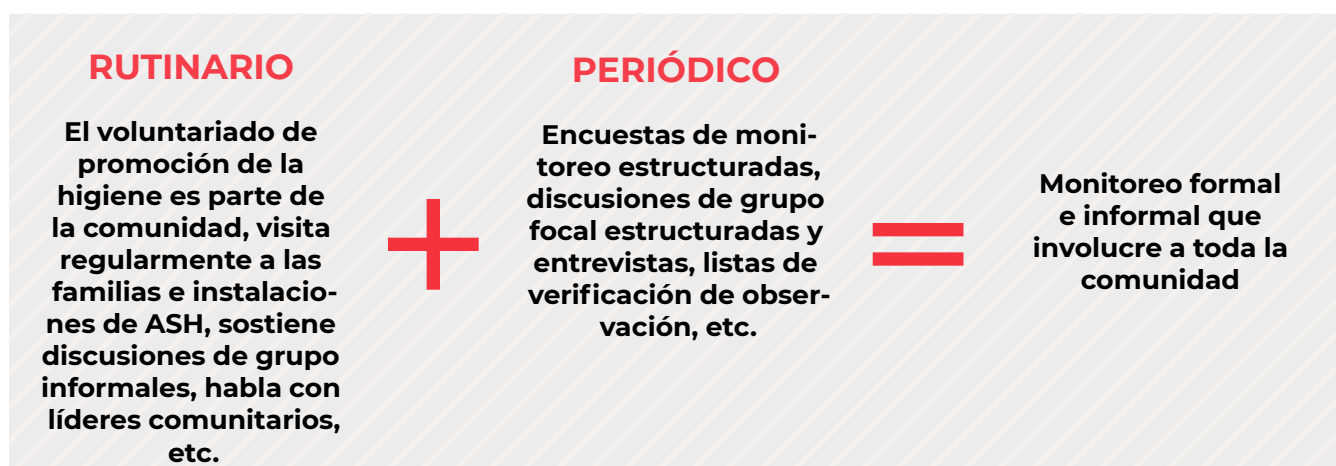 RUTINARIO
El voluntariado de
promoción de la
higiene es parte de
la comunidad, visita
regularmente a las
familias e instalacio-
nes de ASH, sostiene
discusiones de grupo
informales, habla con
líderes comunitarios,
etc.
+
PERIÓDICO
Encuestas de moni-
toreo estructuradas,
discusiones de grupo
focal estructuradas y
entrevistas, listas de
verificación de obser-
vación, etc.
=
Monitoreo formal
e informal que
involucre a toda la
comunidad